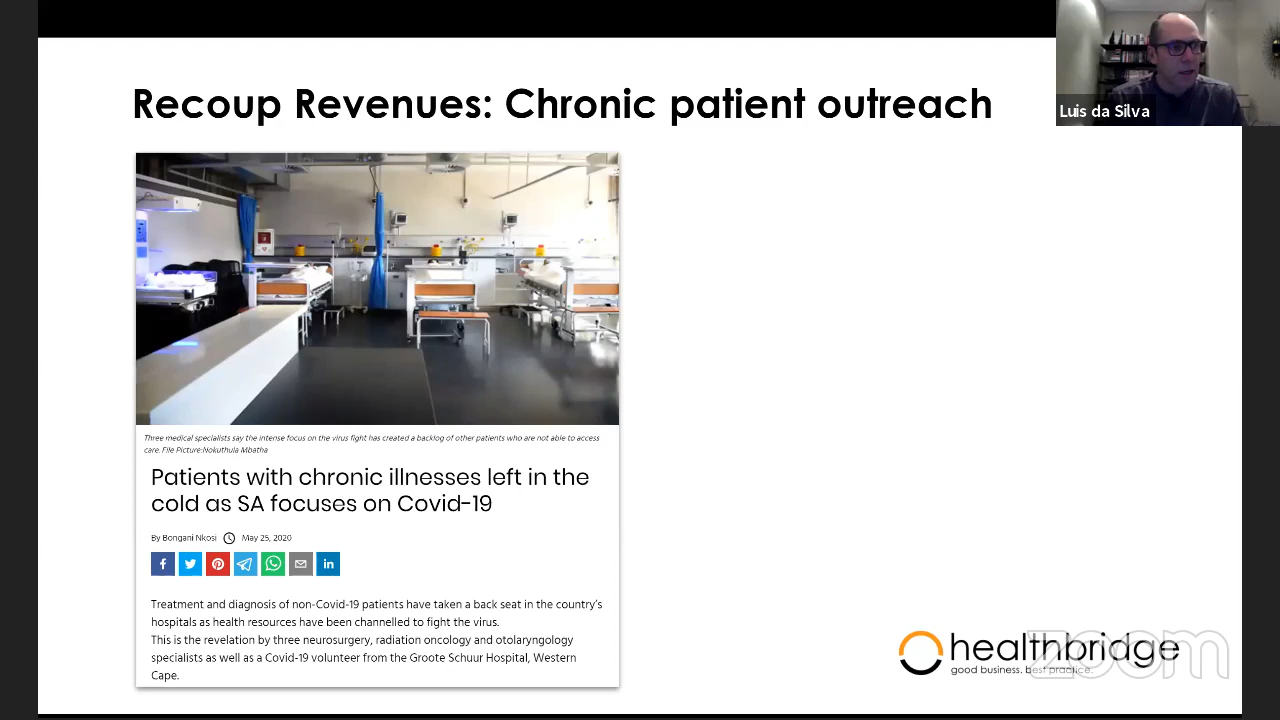 Recoup Revenues: Chronic patient outreach
Luis da Silva
Three medical specialists say the intense focus on the virus fight has created a backlog of other patients who are not able to access
care. File Picture:Nokuthula Mbatha
Patients with chronic illnesses left in the
cold as SA focuses on Covid-19
By Bongani Nkosi May 25, 2020
Treatment and diagnosis of non-Covid-19 patients have taken a back seat in the country's
hospitals as health resources have been channelled to fight the virus.
This is the revelation by three neurosurgery, radiation oncology and otolaryngology
specialists as well as a Covid-19 volunteer from the Groote Schuur Hospital, Western
Cape.
healthbridge
good business. best practice.
zoom